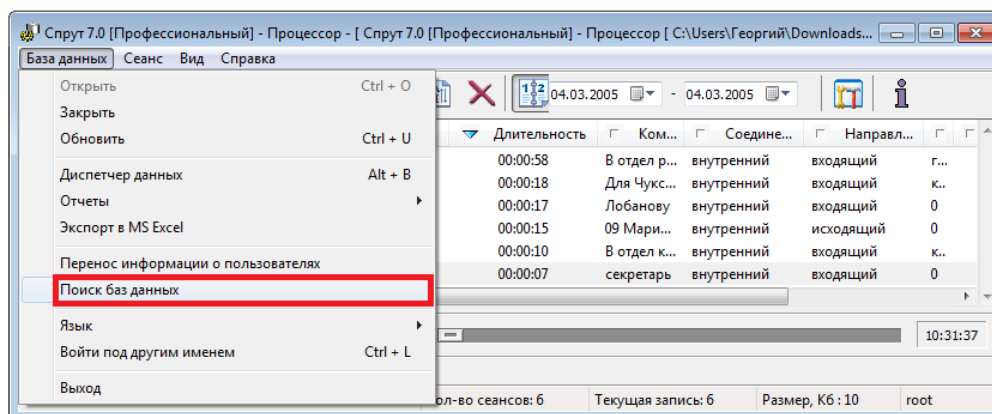 Спрут 7.0 [Профессиональный] - Процессор - [ Спрут 7.0 [Профессиональный] - Процессор [ C:\Users\Георгий\Downloads...
База данных Сеанс Вид Справка
Открыть Ctrl + O
Закрыть
Обновить Ctrl + U
Диспетчер данных Alt + B
Отчеты
Экспорт в MS Excel
Перенос информации о пользователях
Поиск баз данных
Язык
Войти под другим именем Ctrl + L
Выход
1 2 04.03.2005 - 04.03.2005
Длительность Ком... Соедине... Направл...
00:00:58 В отдел р... внутренний входящий г...
00:00:18 Для Чукс... внутренний входящий к...
00:00:17 Лобанову внутренний входящий 0
00:00:15 09 Мари... внутренний исходящий 0
00:00:10 В отдел к... внутренний входящий к...
00:00:07 секретарь внутренний входящий 0
10:31:37
ол-во сеансов: 6 Текущая запись: 6 Размер, Кб : 10 root